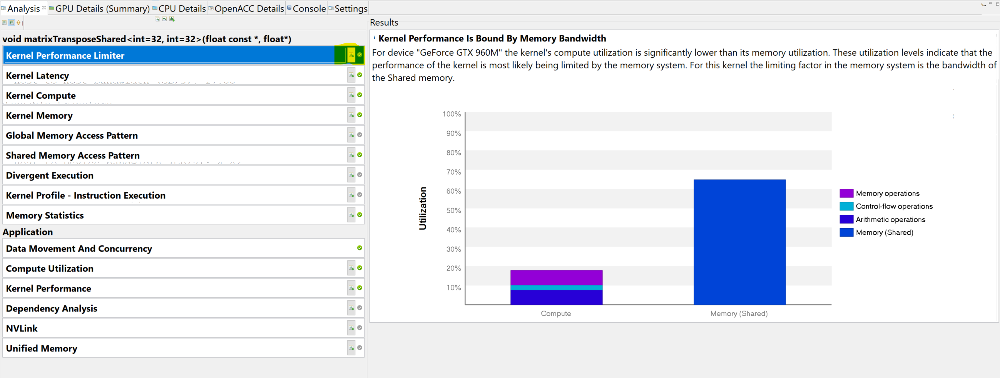 Analysis GPU Details (Summary) CPU Details OpenACC Details Console Settings
void matrixTransposeShared<int=32, int=32>(float const *, float*)
Kernel Performance Limiter
Kernel Latency
Kernel Compute
Kernel Memory
Global Memory Access Pattern
Shared Memory Access Pattern
Divergent Execution
Kernel Profile - Instruction Execution
Memory Statistics
Application
Data Movement And Concurrency
Compute Utilization
Kernel Performance
Dependency Analysis
NVLink
Unified Memory
Results
i Kernel Performance Is Bound By Memory Bandwidth
For device "GeForce GTX 960M" the kernel's compute utilization is significantly lower than its memory utilization. These utilization levels indicate that the
performance of the kernel is most likely being limited by the memory system. For this kernel the limiting factor in the memory system is the bandwidth of
the Shared memory.
100%
90%
80%
70%
60%
50%
40%
30%
20%
10%
Utilization
Compute
Memory (Shared)
Memory operations
Control-flow operations
Arithmetic operations
Memory (Shared)